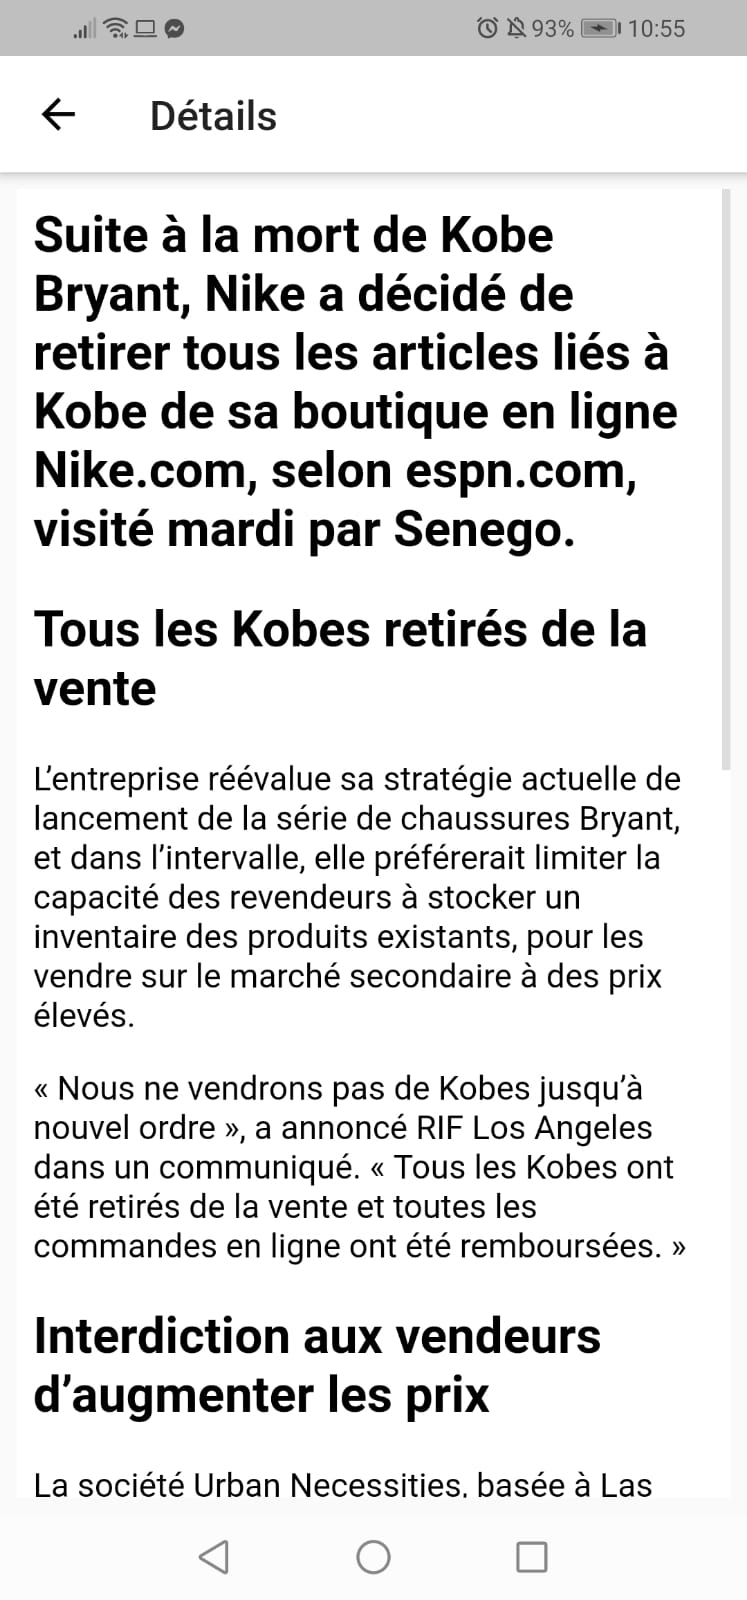 93% 10:55
Détails
Suite à la mort de Kobe
Bryant, Nike a décidé de
retirer tous les articles liés à
Kobe de sa boutique en ligne
Nike.com, selon espn.com,
visité mardi par Senego.
Tous les Kobes retirés de la
vente
L'entreprise réévalue sa stratégie actuelle de
lancement de la série de chaussures Bryant,
et dans l'intervalle, elle préférerait limiter la
capacité des revendeurs à stocker un
inventaire des produits existants, pour les
vendre sur le marché secondaire à des prix
élevés.
« Nous ne vendrons pas de Kobes jusqu'à
nouvel ordre », a annoncé RIF Los Angeles
dans un communiqué. « Tous les Kobes ont
été retirés de la vente et toutes les
commandes en ligne ont été remboursées. »
Interdiction aux vendeurs
d'augmenter les prix
La société Urban Necessities, basée à Las